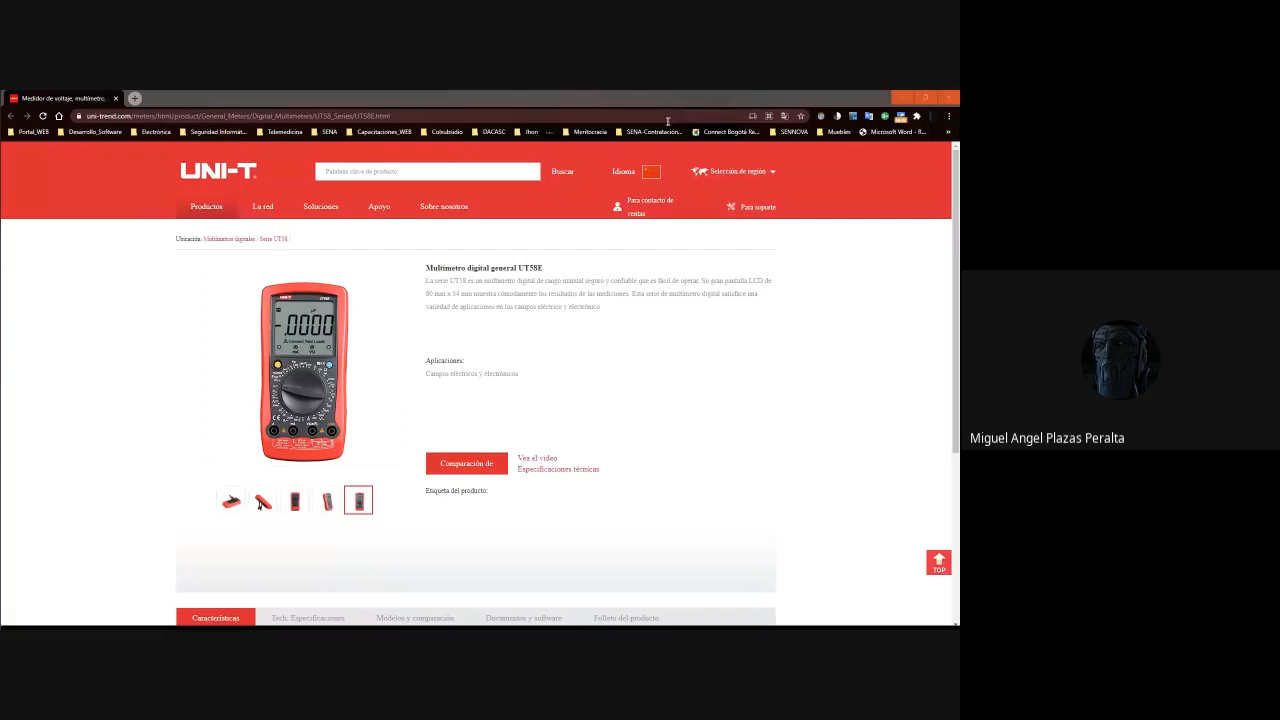 Medidor de voltaje, multímetro,
uni-trend.com/meters/html/product/General_Meters/Digital_Multimeters/UT58_Series/UT58E.html
Portal_WEB Desarrollo_Software Electrónica Seguridad Informát... Telemedicina Capacitaciones_WEB Colsubsidio DACASC Jhon Meritocracia SENA-Contratación... Connect Bogotá Re... SENNOVA Muebles Microsoft Word - R...
UNI-T
Palabra clave de producto
Buscar
Idioma
Selección de región
Productos La red Soluciones Apoyo Sobre nosotros
Para contacto de
ventas
Para soporte
Ubicación: Multímetros digitales / Serie UT58 /
Multímetro digital general UT58E
La serie UT58 es un multímetro digital de rango manual seguro y confiable que es fácil de operar. Su gran pantalla LCD de
60 mm x 54 mm muestra cómodamente los resultados de las mediciones. Esta serie de multímetro digital satisface una
variedad de aplicaciones en los campos eléctrico y electrónico.
Aplicaciones:
Campos eléctricos y electrónicos
Comparación de
Vea el video
Especificaciones técnicas
Etiqueta del producto:
TOP
Características Tech. Especificaciones Modelos y comparación Documentos y software Folleto del producto
Miguel Angel Plazas Peralta